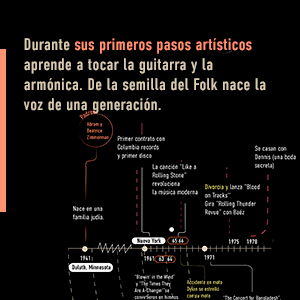 Durante sus primeros pasos artísticos
aprende a tocar la guitarra y la
armónica. De la semilla del Folk nace la
voz de una generación.
Padres
Abram y
Beatrice
Zimmerman
Primer contrato con
Columbia records
y primer disco
Se casan con
Dennis (una boda
secreta)
La canción "Like a
Rolling Stone"
revoluciona
la música moderna
Divorcia y lanza "Blood
on Tracks"
Gira "Rolling Thunder
Revue" con Baéz
Nace en una
familia judía.
Nueva York
65 66
1975 1978
1941
1961
63 64
1971
Duluth, Minnesota
"Blowin' in the Wind"
y "The Times They
Are A-Changin" se
convirtieron en himnos
Accidente en moto
Dylan se estrelló
con su moto
"The Concert for Bangladesh"